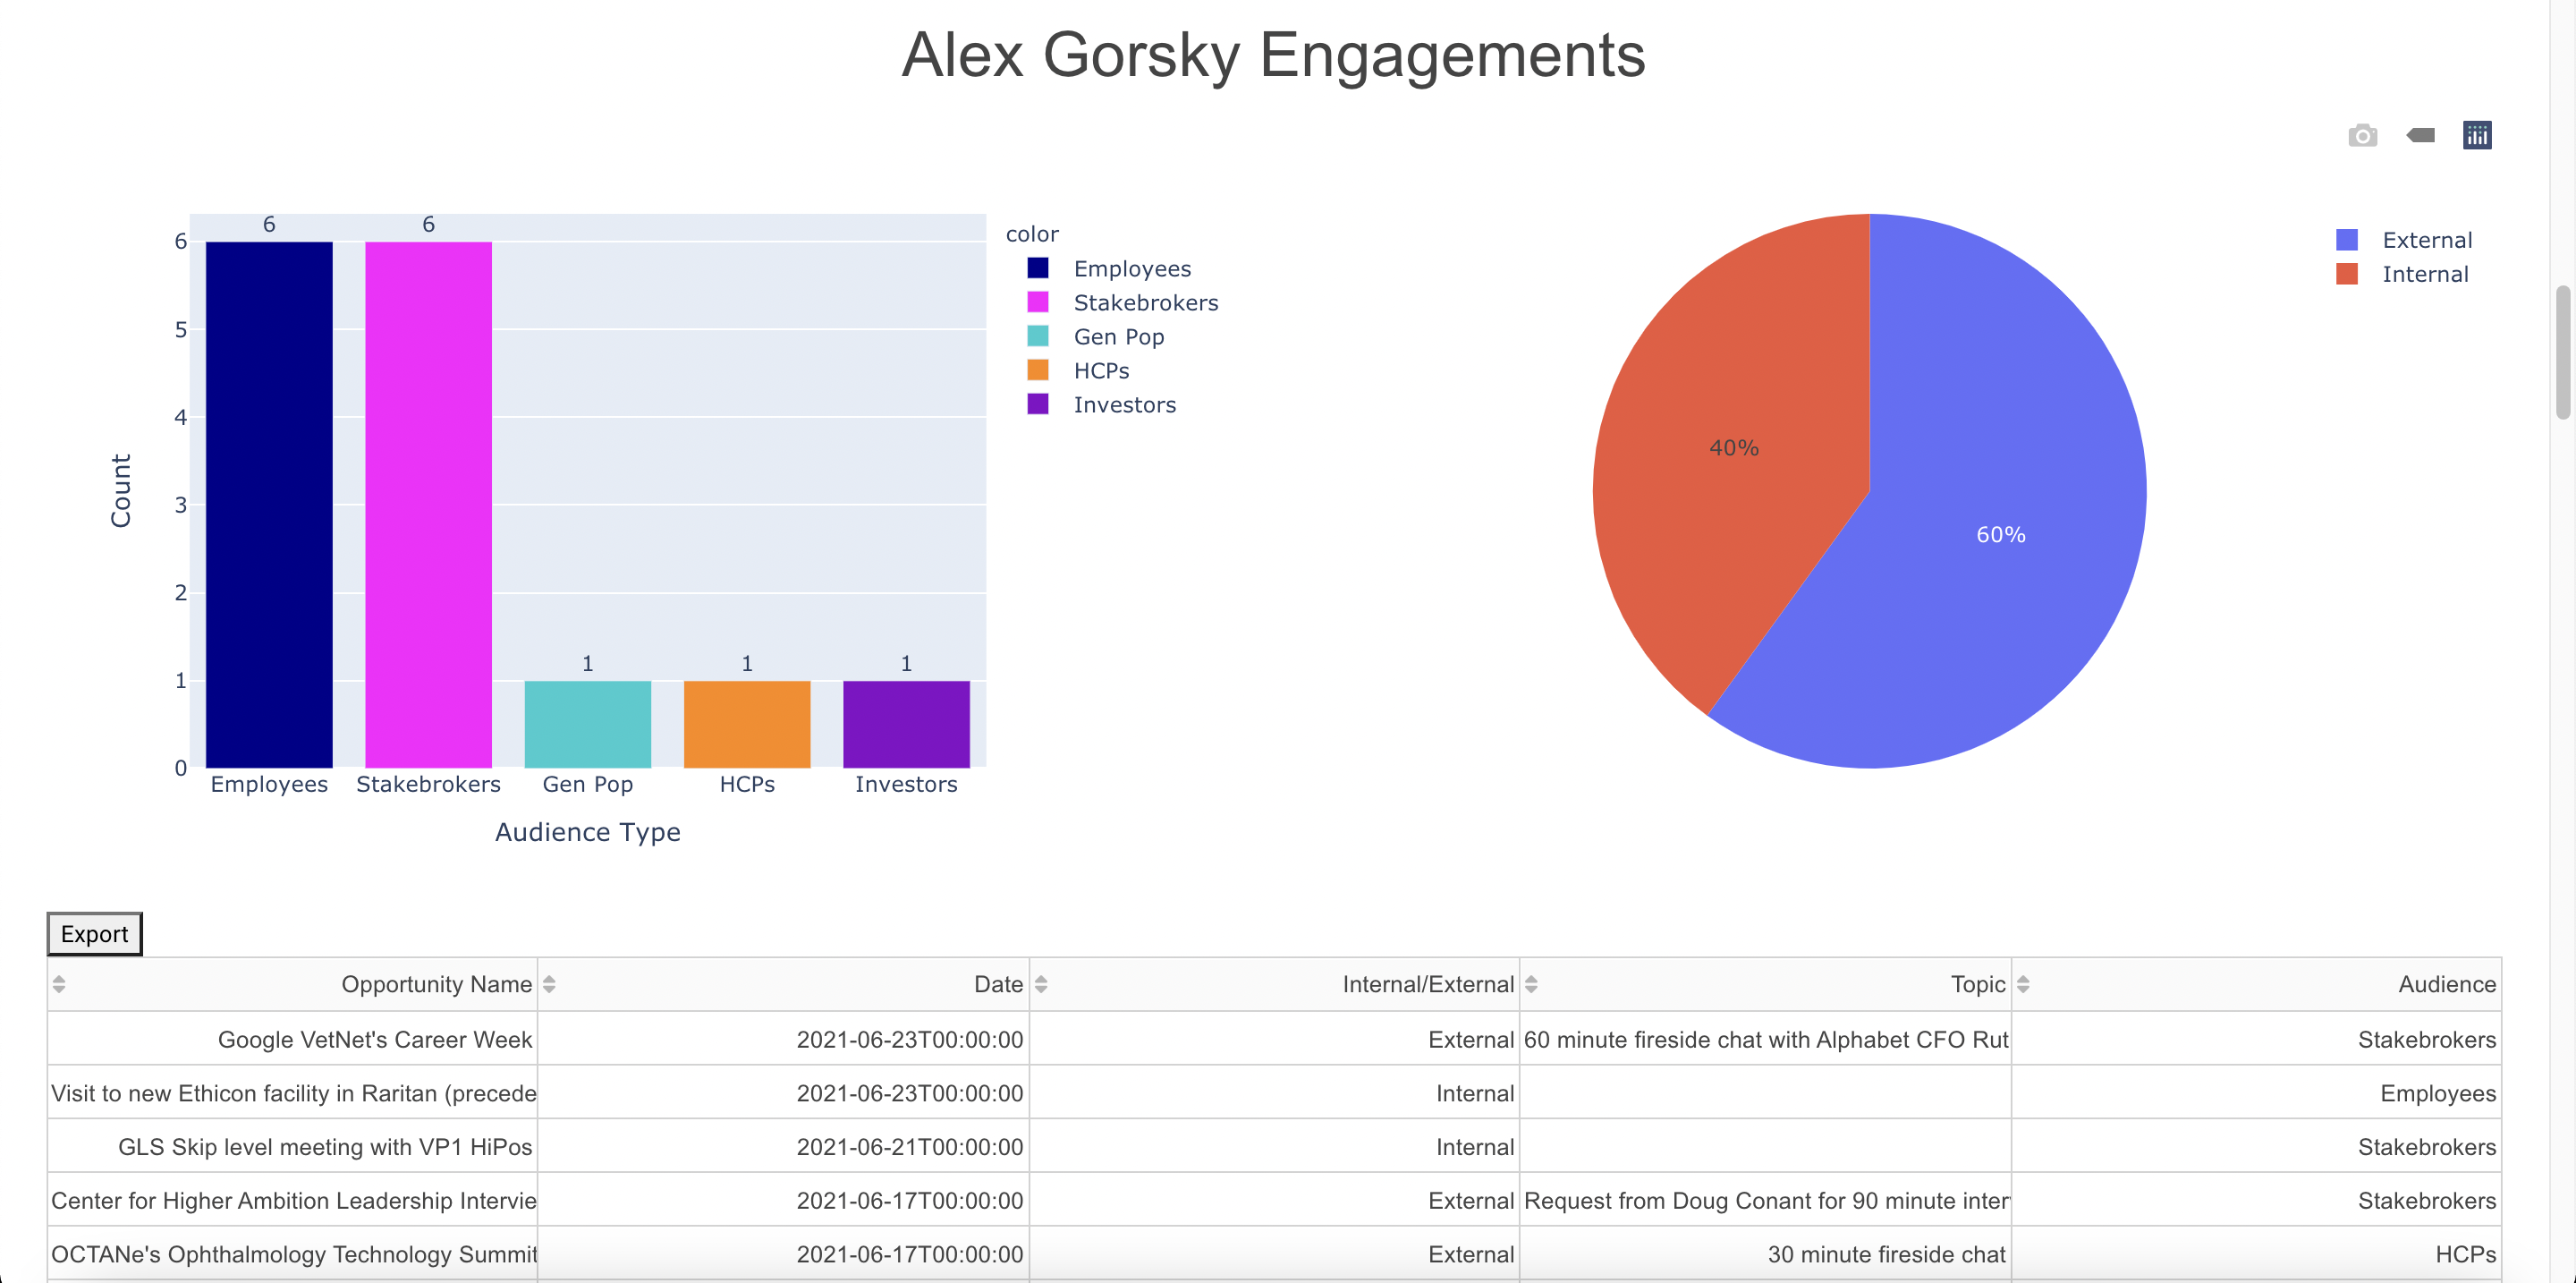 Alex Gorsky Engagements
6
6
color
Employees
Stakebrokers
Gen Pop
HCPs
Investors
External
Internal
6
5
4
3
2
1
0
Count
1
1
1
40%
60%
Employees
Stakebrokers
Gen Pop
HCPs
Investors
Audience Type
Export
Opportunity Name Date Internal/External Topic Audience
Google VetNet's Career Week 2021-06-23T00:00:00 External 60 minute fireside chat with Alphabet CFO Rut Stakebrokers
Visit to new Ethicon facility in Raritan (precede 2021-06-23T00:00:00 Internal Employees
GLS Skip level meeting with VP1 HiPos 2021-06-21T00:00:00 Internal Stakebrokers
Center for Higher Ambition Leadership Intervie 2021-06-17T00:00:00 External Request from Doug Conant for 90 minute inter Stakebrokers
OCTANe's Ophthalmology Technology Summit 2021-06-17T00:00:00 External 30 minute fireside chat HCPs